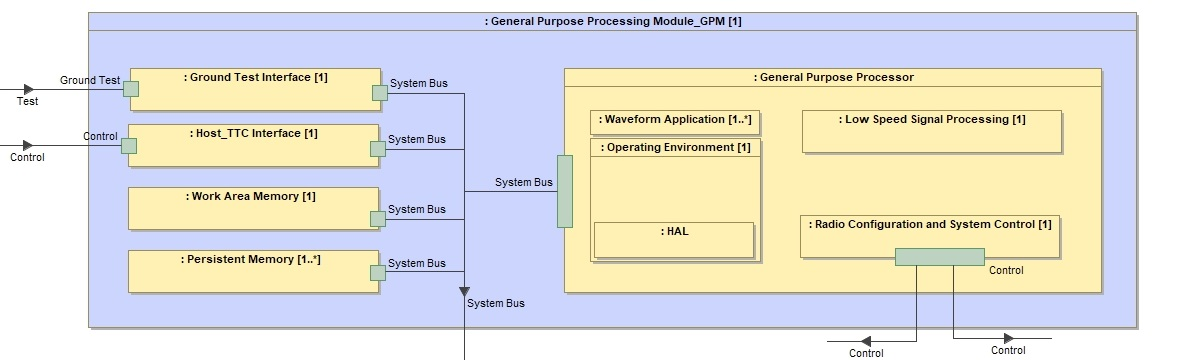 : General Purpose Processing Module_GPM [1]
: Ground Test Interface [1]
Ground Test
Test
System Bus
: Host_TTC Interface [1]
Control
Control
System Bus
: Work Area Memory [1]
System Bus
: Persistent Memory [1..*]
System Bus
System Bus
System Bus
: General Purpose Processor
: Waveform Application [1..*]
: Operating Environment [1]
: HAL
: Low Speed Signal Processing [1]
: Radio Configuration and System Control [1]
Control
Control
Control